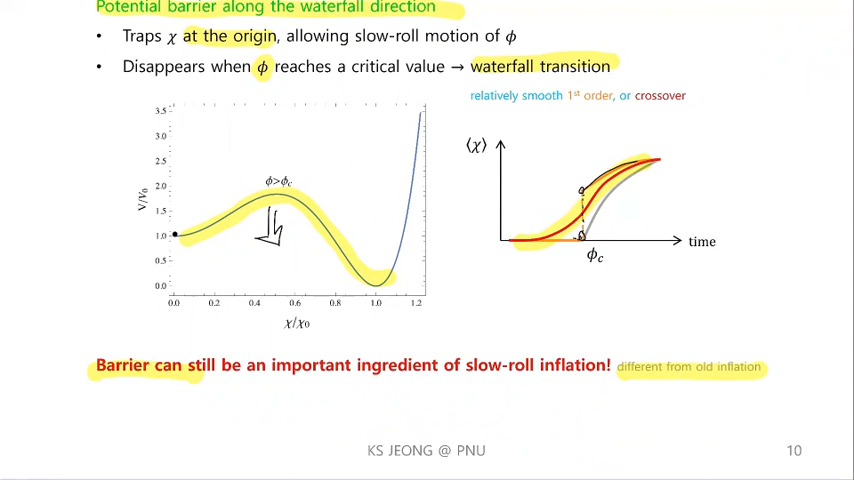 Potential barrier along the waterfall direction
• Traps χ at the origin, allowing slow-roll motion of ϕ
• Disappears when ϕ reaches a critical value → waterfall transition
relatively smooth 1st order, or crossover
3.5
3.0
2.5
2.0
1.5
1.0
0.5
0.0
V/V₀
ϕ>ϕc
0.0 0.2 0.4 0.6 0.8 1.0 1.2
χ/χ₀
⟨χ⟩
time
ϕc
Barrier can still be an important ingredient of slow-roll inflation! different from old inflation
KS JEONG @ PNU
10